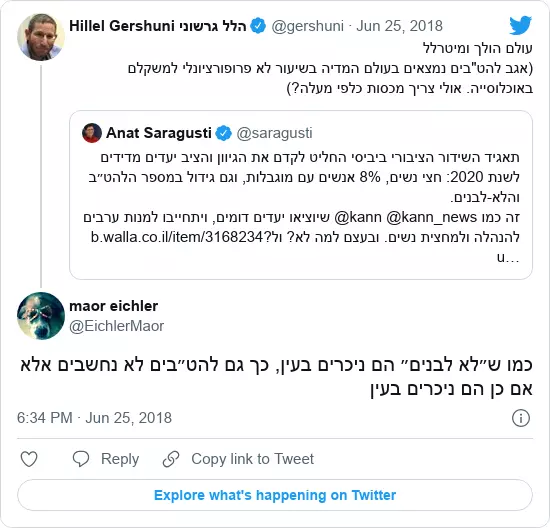 Hillel Gershuni הלל גרשוני @gershuni · Jun 25, 2018
עולם הולך ומיטרלל
(אגב להט"בים נמצאים בעולם המדיה בשיעור לא פרופורציונלי למשקלם
באוכלוסייה. אולי צריך מכסות כלפי מעלה?)
Anat Saragusti @saragusti
תאגיד השידור הציבורי ביביסי החליט לקדם את הגיוון והציב יעדים מדידים
לשנת 2020: חצי נשים, 8% אנשים עם מוגבלות, וגם גידול במספר הלהט״ב
והלא-לבנים.
זה כמו @kann @kann_news שיוציאו יעדים דומים, ויתחייבו למנות ערבים
להנהלה ולמחצית נשים. ובעצם למה לא? ול?b.walla.co.il/item/3168234
u…
maor eichler
@EichlerMaor
כמו ש״לא לבנים״ הם ניכרים בעין, כך גם להט״בים לא נחשבים אלא
אם כן הם ניכרים בעין
6:34 PM · Jun 25, 2018
Reply Copy link to Tweet
Explore what's happening on Twitter